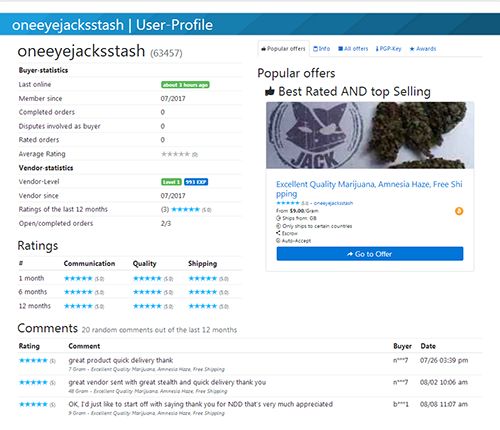 oneeyejacksstash | User-Profile
oneeyejacksstash (63457)
Buyer-statistics
Last online about 3 hours ago
Member since 07/2017
Completed orders 0
Disputes involved as buyer 0
Rated orders 0
Average Rating (0)
Vendor-statistics
Vendor-Level Level 1 993 EXP
Vendor since 07/2017
Ratings of the last 12 months (3) (5.0)
Open/completed orders 2/3
Popular offers Info All offers PGP-Key Awards
Popular offers
Best Rated AND top Selling
JACK
Excellent Quality Marijuana, Amnesia Haze, Free Shi
pping
(5.0) - oneeyejacksstash
From $9.00/Gram
Ships from: GB
Only ships to certain countries
Escrow
Auto-Accept
Go to Offer
Ratings
# Communication Quality Shipping
1 month (5.0) (5.0) (5.0)
6 months (5.0) (5.0) (5.0)
12 months (5.0) (5.0) (5.0)
Comments 20 random comments out of the last 12 months
Rating Comment Buyer Date
(5) great product quick delivery thank n***7 07/26 03:39 pm
7 Gram - Excellent Quality Marijuana, Amnesia Haze, Free Shipping
(5) great vendor sent with great stealth and quick delivery thank you n***7 08/02 10:06 am
48 Gram - Excellent Quality Marijuana, Amnesia Haze, Free Shipping
(5) OK, I'd just like to start off with saying thank you for NDD that's very much appreciated b***1 08/08 11:07 am
9 Gram - Excellent Quality Marijuana, Amnesia Haze, Free Shipping